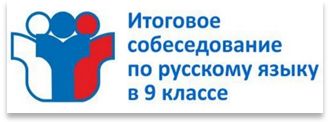 Итоговое
собеседование
по русскому языку
в 9 классе